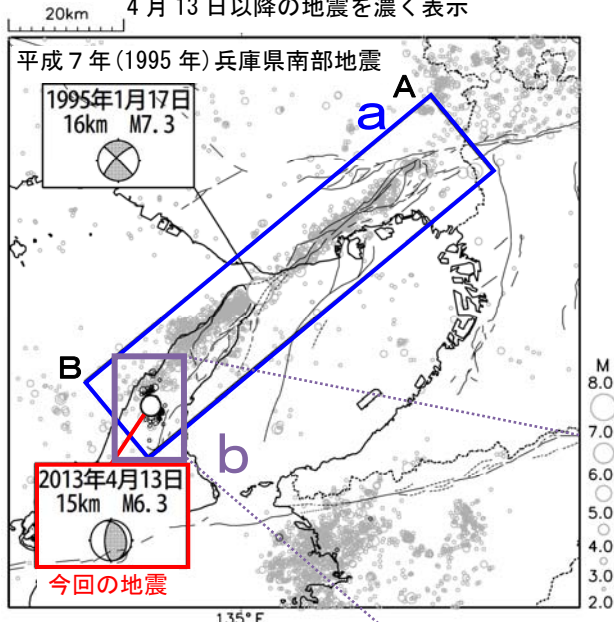 20km
4月13日以降の地震を濃く表示
平成7年(1995年)兵庫県南部地震
1995年1月17日
16km M7.3
A
a
B
b
2013年4月13日
15km M6.3
今回の地震
M
8.0
7.0
6.0
5.0
4.0
3.0
2.0
135°E